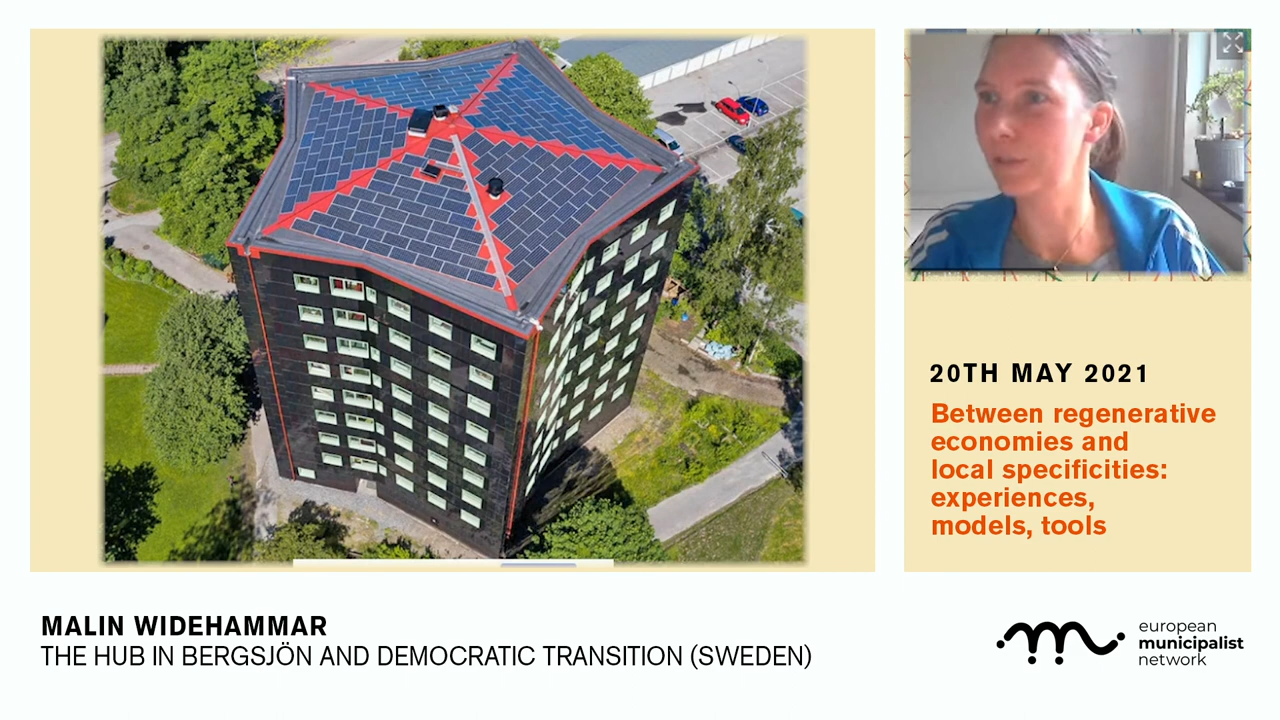 20TH MAY 2021
Between regenerative
economies and
local specificities:
experiences,
models, tools
MALIN WIDEHAMMAR
THE HUB IN BERGSJÖN AND DEMOCRATIC TRANSITION (SWEDEN)
european
municipalist
network